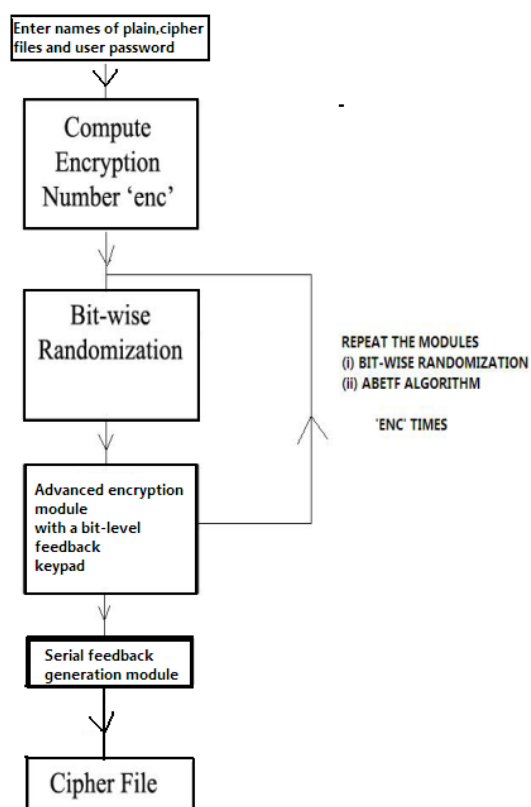 Enter names of plain,cipher
files and user password
Compute
Encryption
Number ‘enc’
Bit-wise
Randomization
REPEAT THE MODULES
(i) BIT-WISE RANDOMIZATION
(ii) ABETF ALGORITHM
'ENC' TIMES
Advanced encryption
module
with a bit-level
feedback
keypad
Serial feedback
generation module
Cipher File